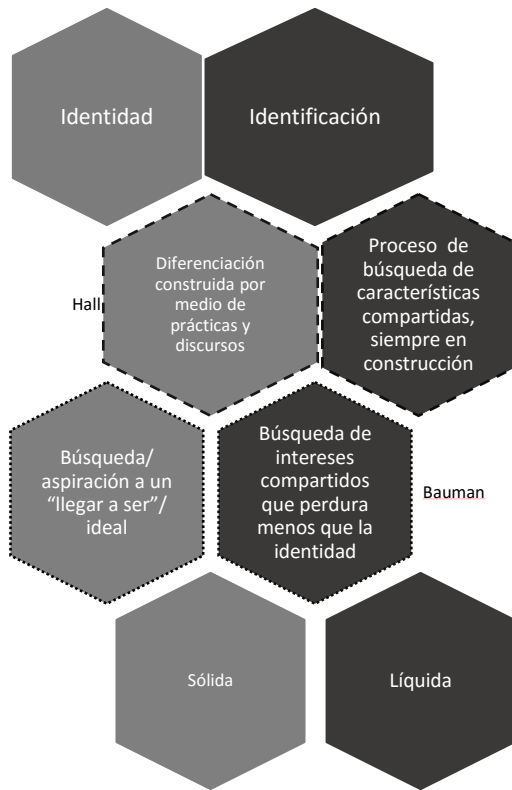 Identidad
Identificación
Hall
Diferenciación
construida por
medio de
prácticas y
discursos
Proceso de
búsqueda de
características
compartidas,
siempre en
construcción
Búsqueda/
aspiración a un
“llegar a ser”/
ideal
Búsqueda de
intereses
compartidos
que perdura
menos que la
identidad
Bauman
Sólida
Líquida